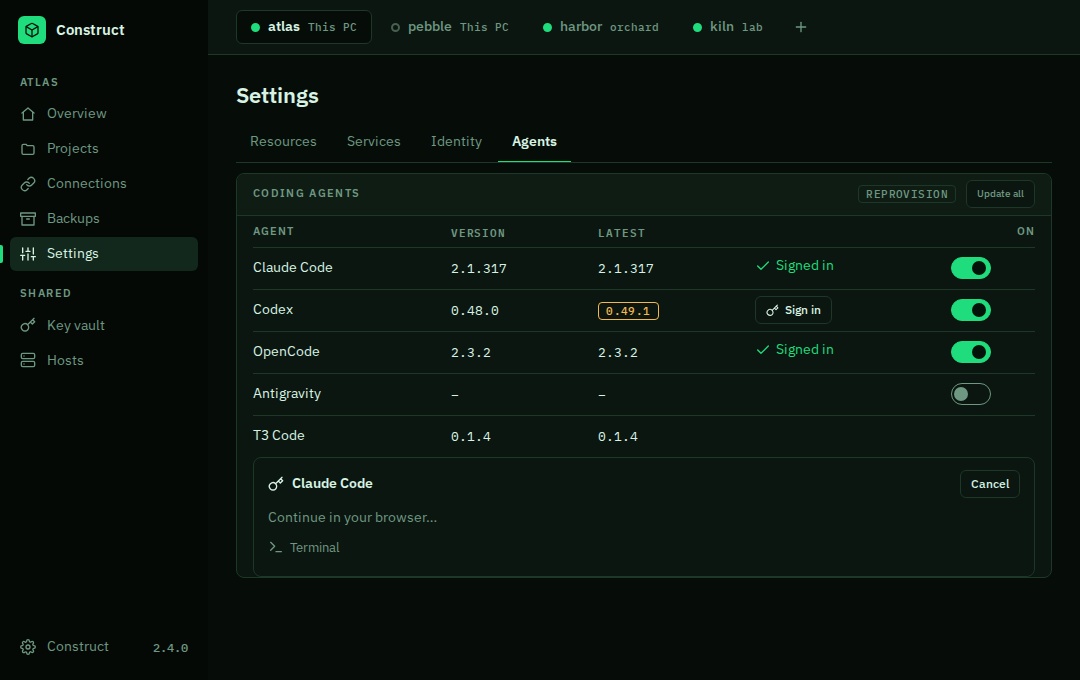 Construct
atlas This PC
pebble This PC
harbor orchard
kiln lab
ATLAS
Overview
Projects
Connections
Backups
Settings
SHARED
Key vault
Hosts
Construct 2.4.0
Settings
Resources Services Identity Agents
CODING AGENTS REPROVISION Update all
AGENT VERSION LATEST ON
Claude Code 2.1.317 2.1.317 Signed in
Codex 0.48.0 0.49.1 Sign in
OpenCode 2.3.2 2.3.2 Signed in
Antigravity – –
T3 Code 0.1.4 0.1.4
Claude Code Cancel
Continue in your browser…
Terminal